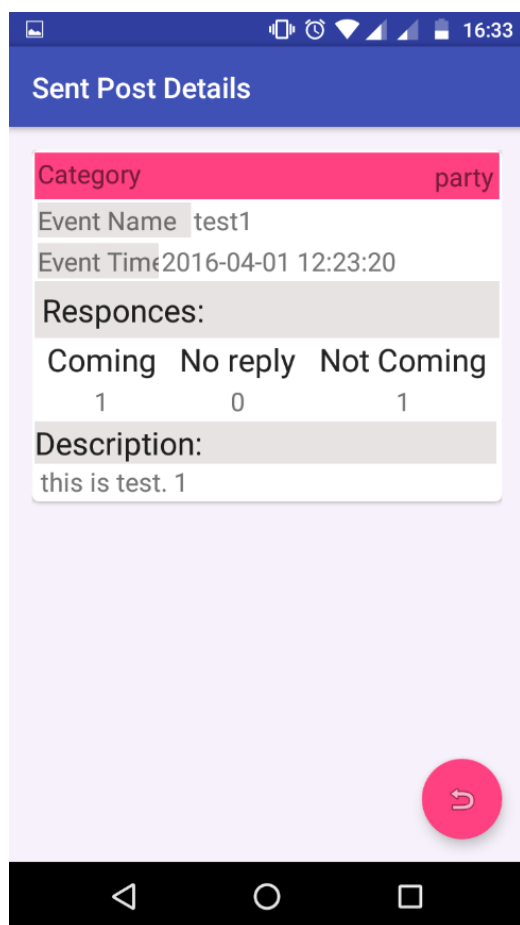 16:33
Sent Post Details
Category party
Event Name test1
Event Time 2016-04-01 12:23:20
Responces:
Coming No reply Not Coming
1 0 1
Description:
this is test. 1